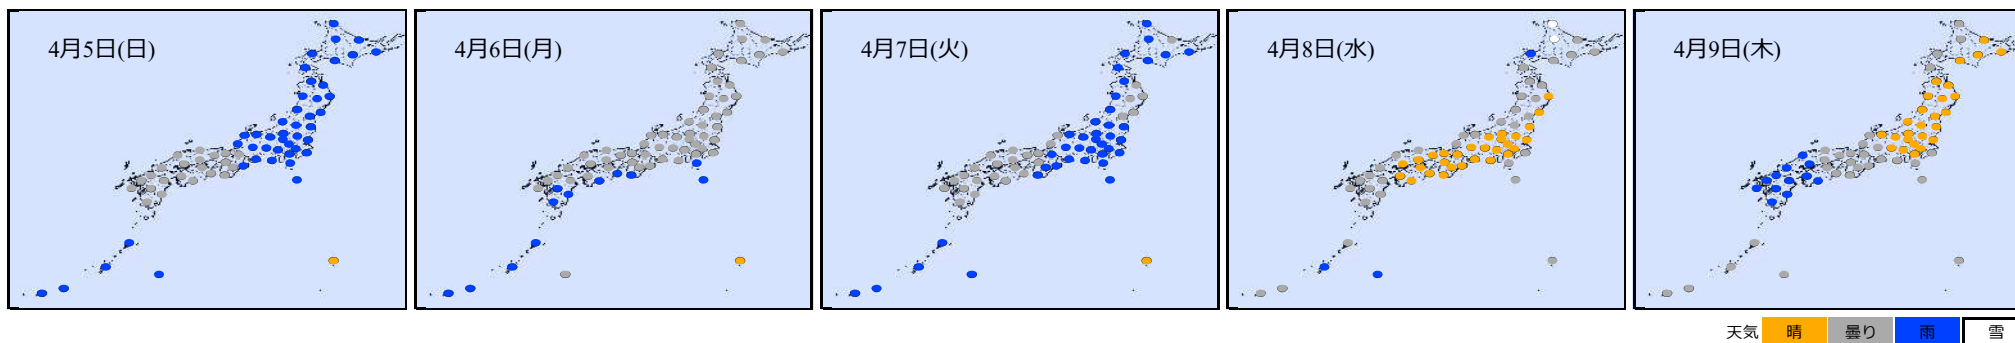 4月5日(日)
4月6日(月)
4月7日(火)
4月8日(水)
4月9日(木)
天気 晴 曇り 雨 雪